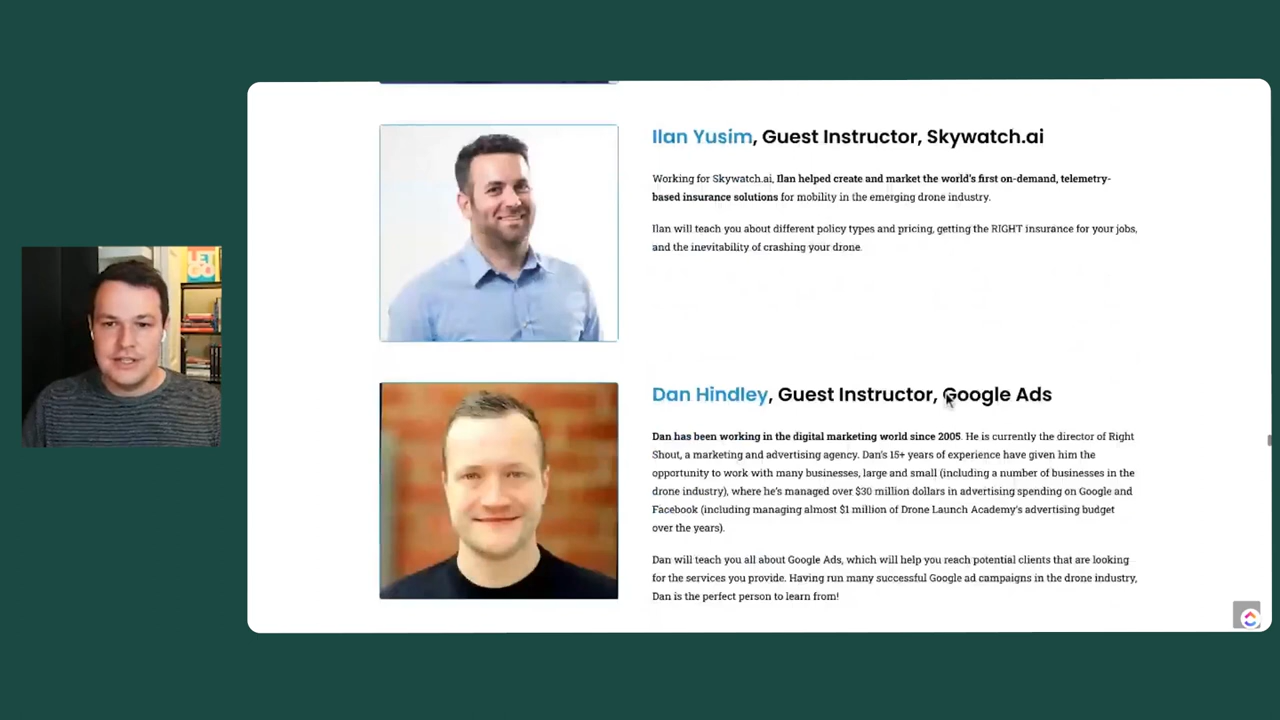 LET
GO
Ilan Yusim, Guest Instructor, Skywatch.ai
Working for Skywatch.ai, Ilan helped create and market the world's first on-demand, telemetry-
based insurance solutions for mobility in the emerging drone industry.
Ilan will teach you about different policy types and pricing, getting the RIGHT insurance for your jobs,
and the inevitability of crashing your drone.
Dan Hindley, Guest Instructor, Google Ads
Dan has been working in the digital marketing world since 2005. He is currently the director of Right
Shout, a marketing and advertising agency. Dan's 15+ years of experience have given him the
opportunity to work with many businesses, large and small (including a number of businesses in the
drone industry), where he's managed over $30 million dollars in advertising spending on Google and
Facebook (including managing almost $1 million of Drone Launch Academy's advertising budget
over the years).
Dan will teach you all about Google Ads, which will help you reach potential clients that are looking
for the services you provide. Having run many successful Google ad campaigns in the drone industry,
Dan is the perfect person to learn from!